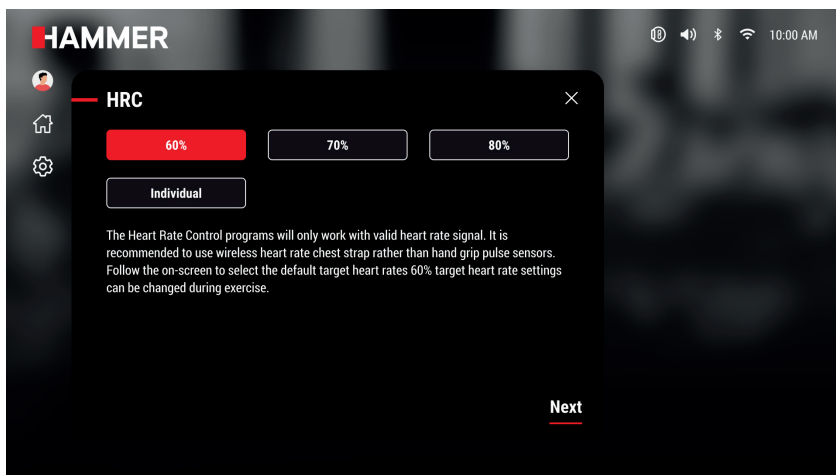 HAMMER
10:00 AM
HRC
60%
70%
80%
Individual
The Heart Rate Control programs will only work with valid heart rate signal. It is
recommended to use wireless heart rate chest strap rather than hand grip pulse sensors.
Follow the on-screen to select the default target heart rates 60% target heart rate settings
can be changed during exercise.
Next